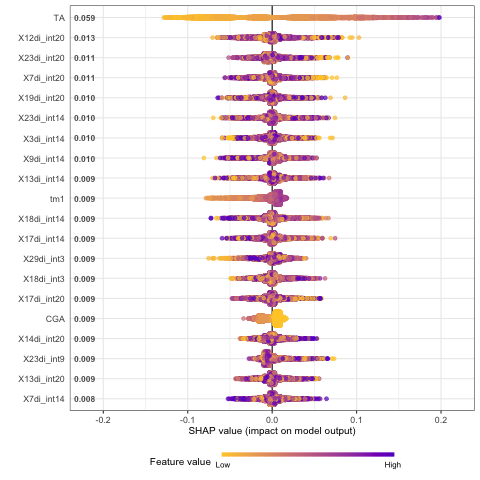 TA 0.059
X12di_int20 0.013
X23di_int20 0.011
X7di_int20 0.011
X19di_int20 0.010
X23di_int14 0.010
X3di_int14 0.010
X9di_int14 0.010
X13di_int14 0.009
tm1 0.009
X18di_int14 0.009
X17di_int14 0.009
X29di_int3 0.009
X18di_int3 0.009
X17di_int20 0.009
CGA 0.009
X14di_int20 0.009
X23di_int9 0.009
X13di_int20 0.009
X7di_int14 0.008
-0.2 -0.1 0.0 0.1 0.2
SHAP value (impact on model output)
Feature value
Low High